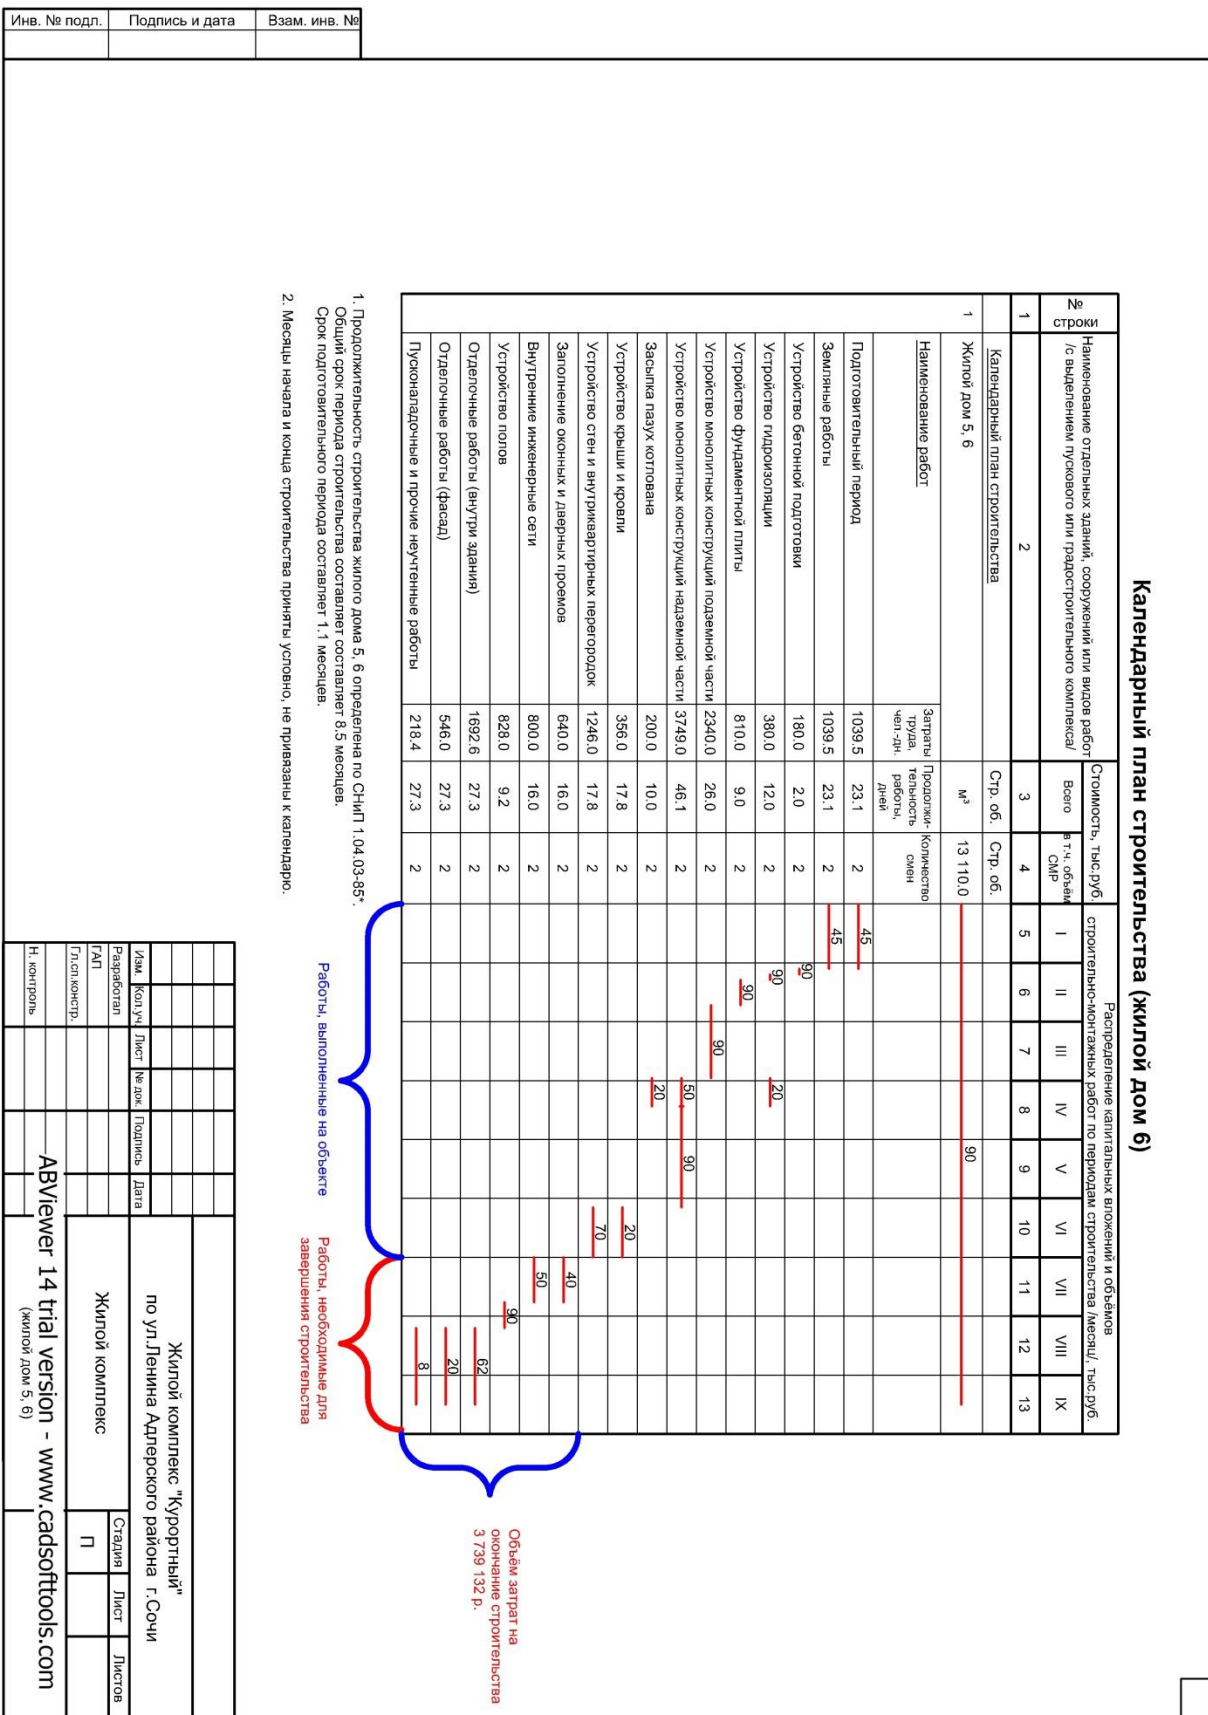 Инв. № подл.
Подпись и дата
Взам. инв. №
Календарный план строительства (жилой дом 6)
№
строки
Наименование отдельных зданий, сооружений или видов работ
/с выделением пускового или градостроительного комплекса/
Стоимость, тыс.руб.
Всего
в т.ч. объём
СМР
Распределение капитальных вложений и объёмов
строительно-монтажных работ по периодам строительства /месяц/, тыс.руб.
I II III IV V VI VII VIII IX
1 2 3 4 5 6 7 8 9 10 11 12 13
Календарный план строительства
Стр. об. Стр. об.
1 Жилой дом 5, 6 м³ 13 110.0 90
Наименование работ
Затраты
труда,
чел.-дн.
Продолжи-
тельность
работы,
дней
Количество
смен
Подготовительный период 1039.5 23.1 2 45
Земляные работы 1039.5 23.1 2 45
Устройство бетонной подготовки 180.0 2.0 2 90
Устройство гидроизоляции 380.0 12.0 2 90 20
Устройство фундаментной плиты 810.0 9.0 2 90
Устройство монолитных конструкций подземной части 2340.0 26.0 2 90
Устройство монолитных конструкций надземной части 3749.0 46.1 2 50 90
Засыпка пазух котлована 200.0 10.0 2 20
Устройство крыши и кровли 356.0 17.8 2 20
Устройство стен и внутриквартирных перегородок 1246.0 17.8 2 70
Заполнение оконных и дверных проемов 640.0 16.0 2 40
Внутренние инженерные сети 800.0 16.0 2 50
Устройство полов 828.0 9.2 2 90
Отделочные работы (внутри здания) 1692.6 27.3 2 62
Отделочные работы (фасад) 546.0 27.3 2 20
Пусконаладочные и прочие неучтенные работы 218.4 27.3 2 8
Объём затрат на
окончание строительства
3 739 132 р.
Работы, выполненные на объекте
Работы, необходимые для
завершения строительства
1. Продолжительность строительства жилого дома 5, 6 определена по СНиП 1.04.03-85*.
Общий срок периода строительства составляет составляет 8.5 месяцев.
Срок подготовительного периода составляет 1.1 месяцев.
2. Месяцы начала и конца строительства приняты условно, не привязаны к календарю.
Жилой комплекс "Курортный"
по ул.Ленина Адлерского района г.Сочи
Изм. Кол.уч. Лист № док. Подпись Дата
Разработал
ГАП
Гл.сп.констр.
Н. контроль
Жилой комплекс
Стадия Лист Листов
П
ABViewer 14 trial version - www.cadsofttools.com
(жилой дом 5, 6)